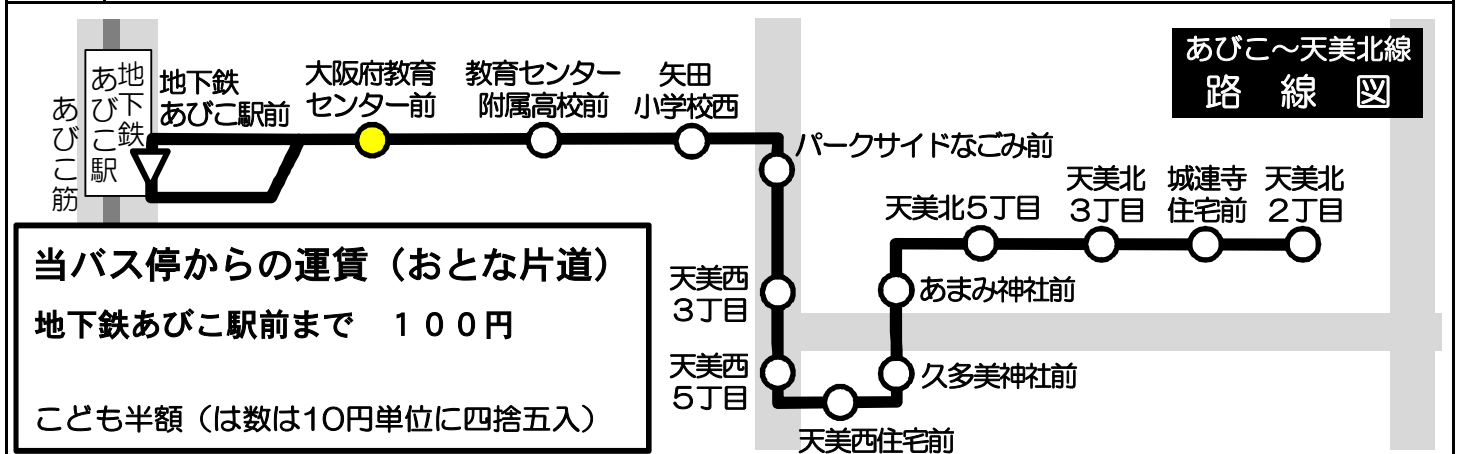 あびこ～天美北線
路線図
あびこ筋
地下鉄
あびこ駅
地下鉄
あびこ駅前
大阪府教育
センター前
教育センター
附属高校前
矢田
小学校西
パークサイドなごみ前
天美西
３丁目
天美西
５丁目
天美西住宅前
久多美神社前
あまみ神社前
天美北５丁目
天美北
３丁目
城連寺
住宅前
天美北
２丁目
当バス停からの運賃（おとな片道）
地下鉄あびこ駅前まで　１００円
こども半額（は数は10円単位に四捨五入）